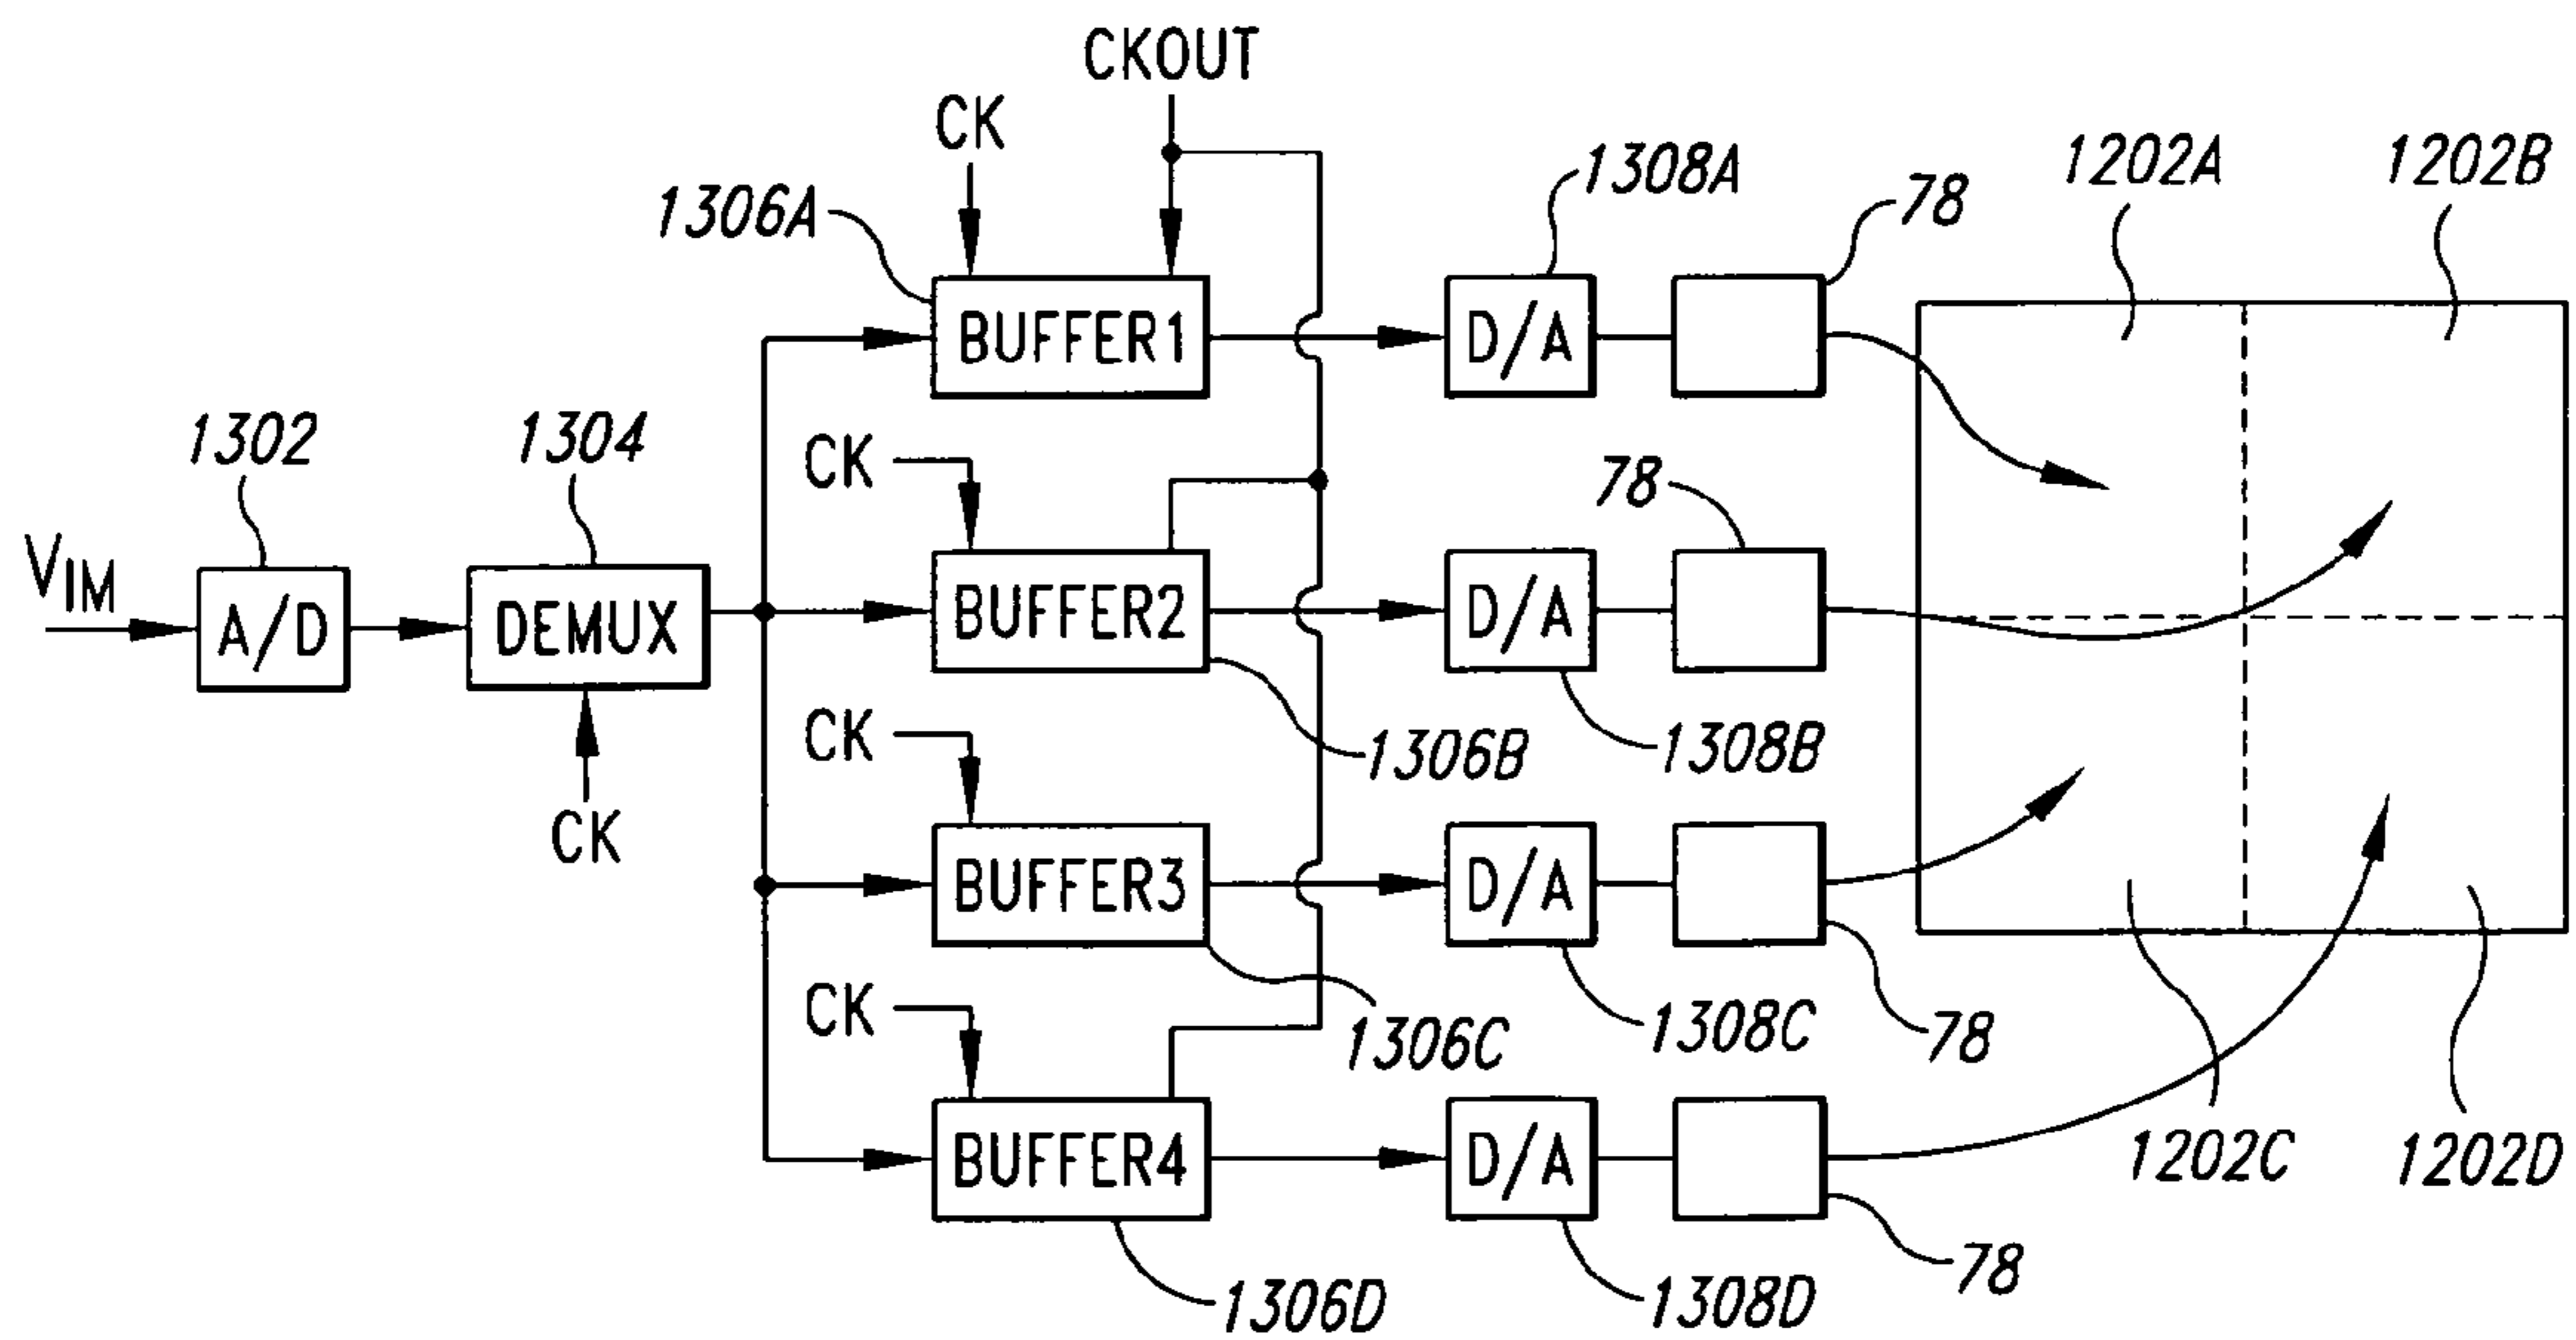 CKOUT
CK
1306A
1308A
78
1202A
1202B
BUFFER1
D/A
1302
1304
CK
78
VIM
A/D
DEMUX
BUFFER2
D/A
CK
1306B
1308B
CK
BUFFER3
D/A
CK
1306C
1308C
78
1202C
1202D
BUFFER4
D/A
1306D
1308D
78